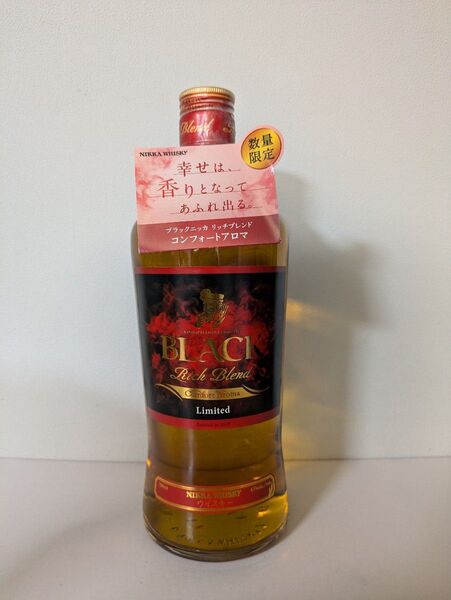 Rich Blend
数量
限定
NIKKA WHISKY
幸せは、
香りとなって
あふれ出る。
ブラックニッカ リッチブレンド
コンフォートアロマ
BLACK
Rich Blend
Comfort Aroma
Limited
NIKKA WHISKY
ウイスキー